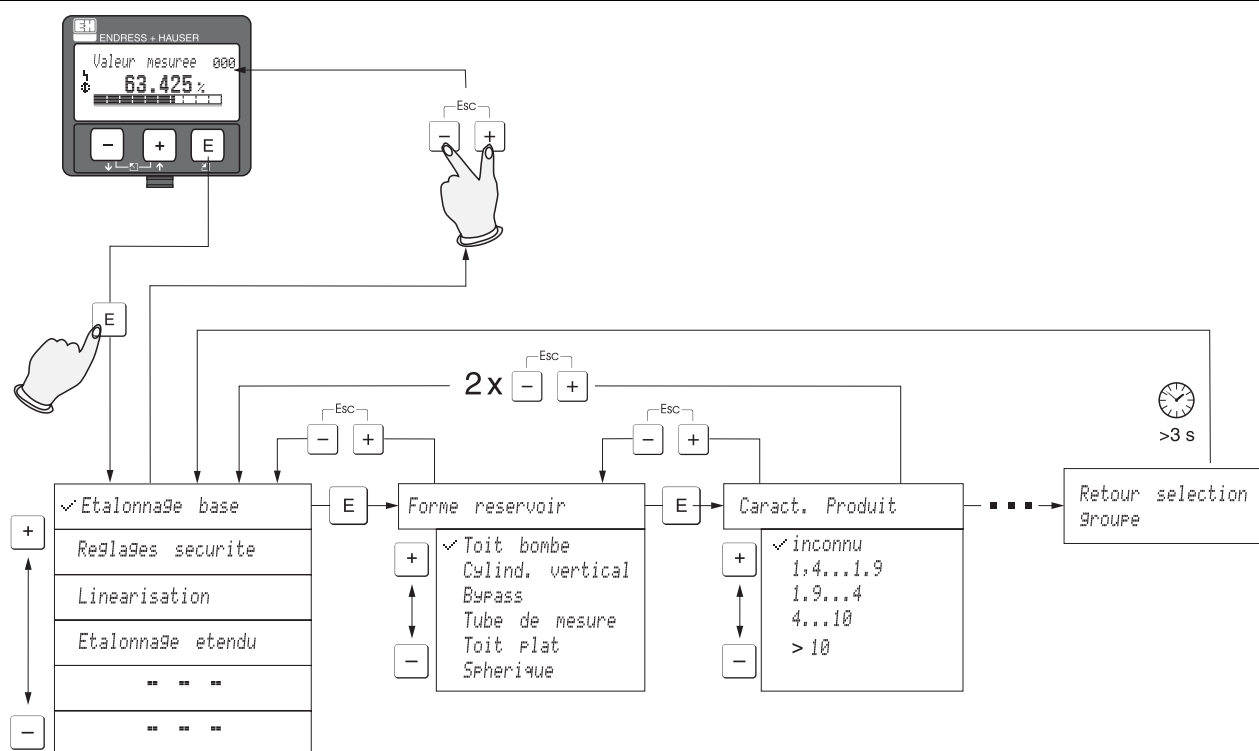 EH
ENDRESS + HAUSER
Valeur mesuree 000
63.425 %
- + E
Esc
- +
E
Esc
2x - +
Esc
- +
Esc
- +
>3 s
Etalonnage base
E
Forme reservoir
E
Caract. Produit
Retour selection
groupe
+
Reglages securite
Linearisation
Etalonnage etendu
-- -- --
-- -- --
-
+
Toit bombe
Cylind. vertical
Bypass
Tube de mesure
Toit plat
Spherique
-
+
inconnu
1,4...1.9
1.9...4
4...10
> 10
-